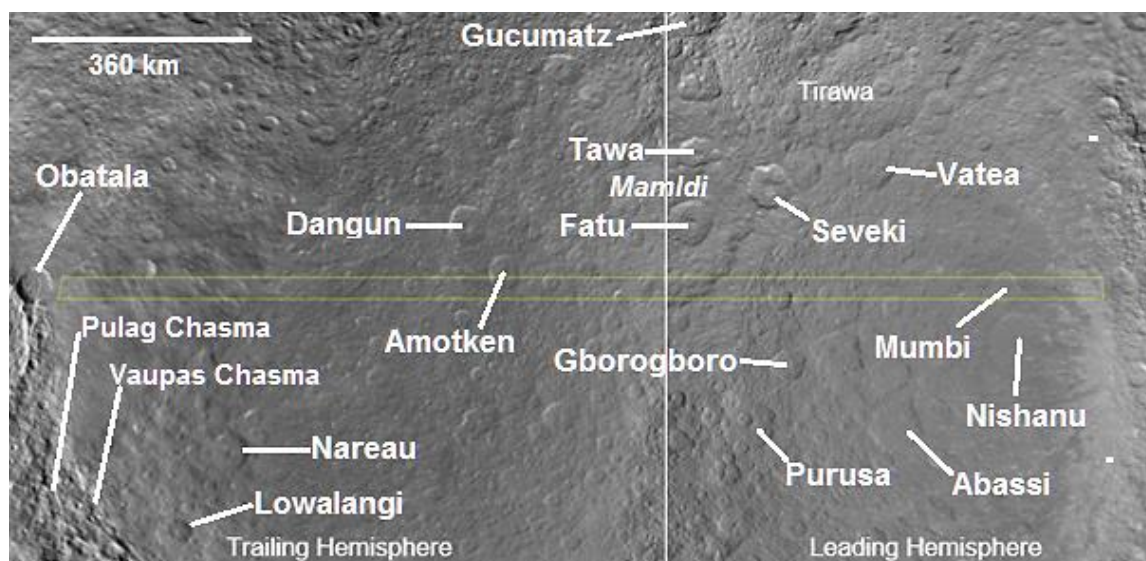 Gucumatz
360 km
Tirawa
Tawa
Obatala
Mamldi
Vatea
Dangun
Fatu
Seveki
Pulag Chasma
Amotken
Mumbi
Vaupas Chasma
Gborogboro
Nishanu
Nareau
Purusa
Abassi
Lowalangi
Trailing Hemisphere
Leading Hemisphere